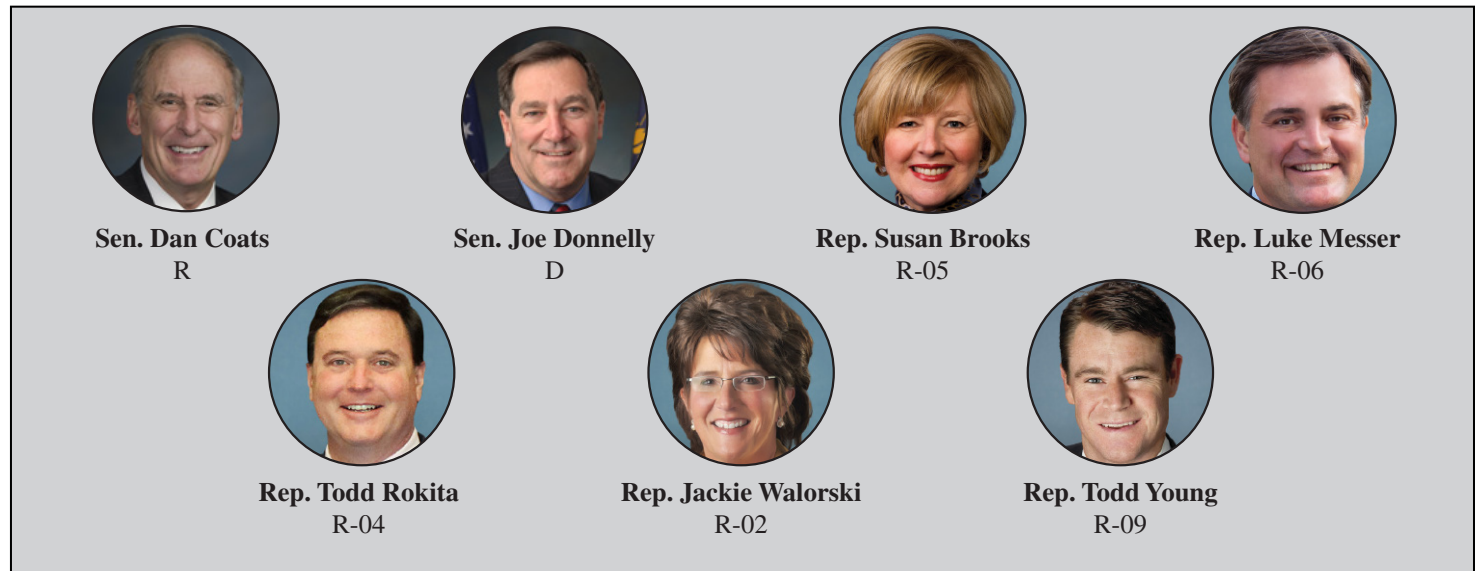 Sen. Dan Coats
R
Sen. Joe Donnelly
D
Rep. Susan Brooks
R-05
Rep. Luke Messer
R-06
Rep. Todd Rokita
R-04
Rep. Jackie Walorski
R-02
Rep. Todd Young
R-09